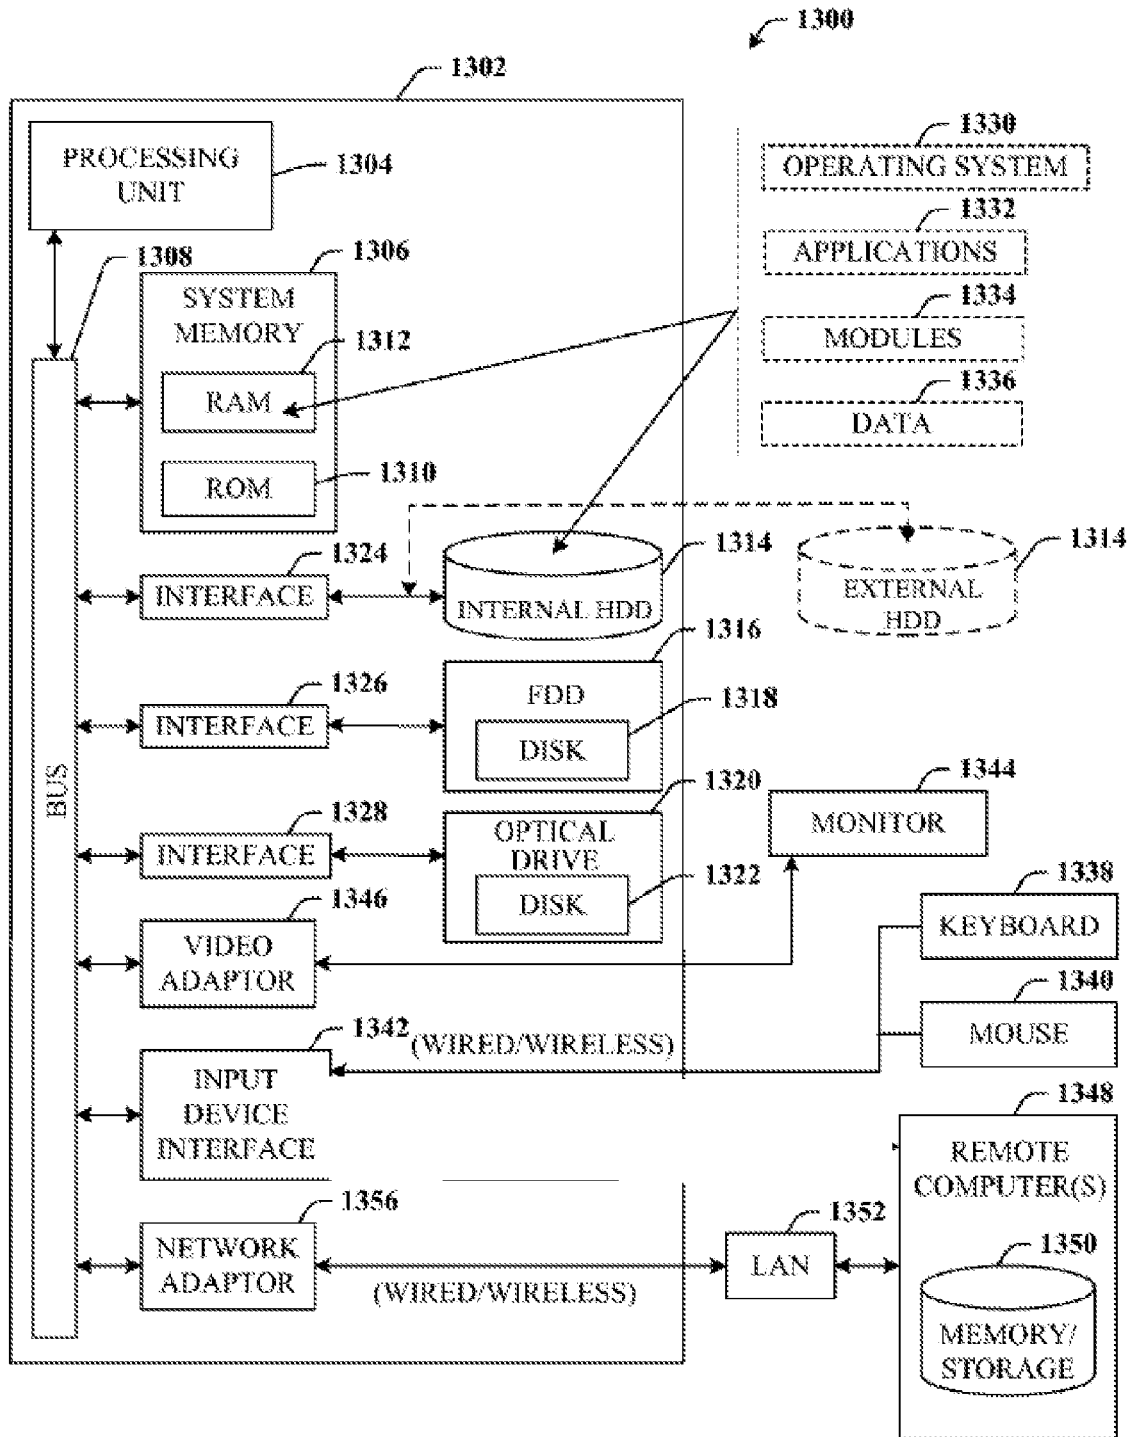 1300
1302
PROCESSING
UNIT
1304
1308
1306
SYSTEM
MEMORY
1312
RAM
1310
ROM
1330
OPERATING SYSTEM
1332
APPLICATIONS
1334
MODULES
1336
DATA
1324
INTERFACE
1314
INTERNAL HDD
1314
EXTERNAL
HDD
1326
INTERFACE
1316
FDD
1318
DISK
BUS
1328
INTERFACE
1320
OPTICAL
DRIVE
1322
DISK
1344
MONITOR
1346
VIDEO
ADAPTOR
1338
KEYBOARD
1340
MOUSE
1342
(WIRED/WIRELESS)
INPUT
DEVICE
INTERFACE
1348
REMOTE
COMPUTER(S)
1350
MEMORY/
STORAGE
1356
NETWORK
ADAPTOR
(WIRED/WIRELESS)
1352
LAN